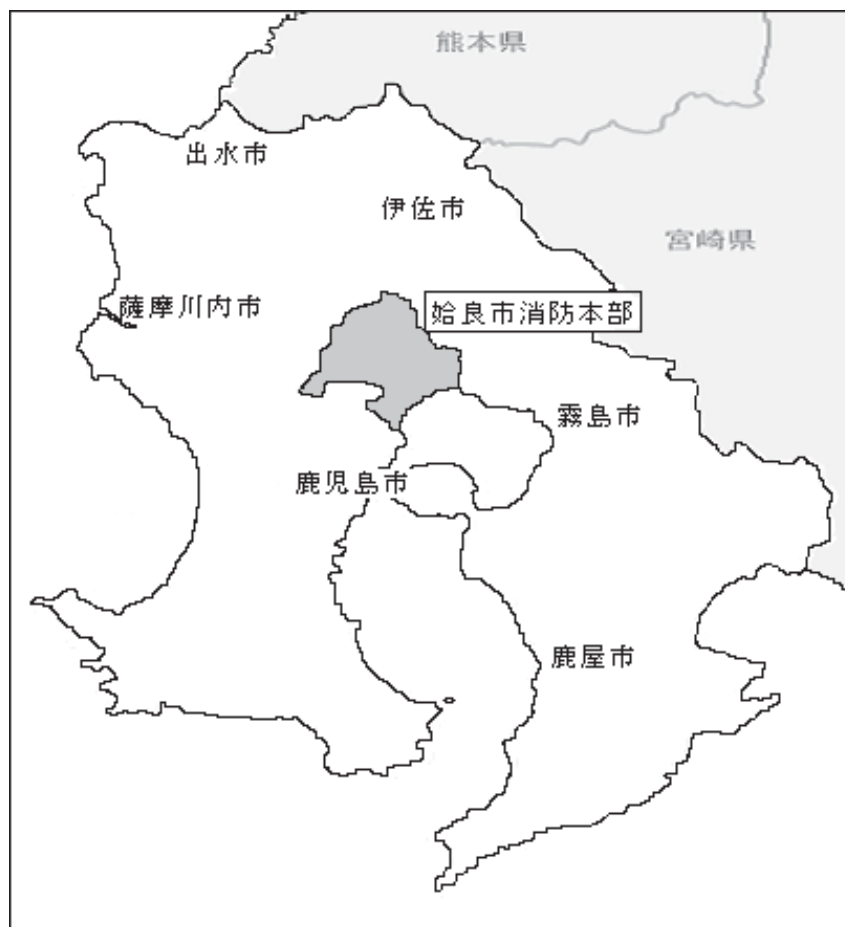 熊本県
出水市
伊佐市
宮崎県
薩摩川内市
姶良市消防本部
霧島市
鹿児島市
鹿屋市